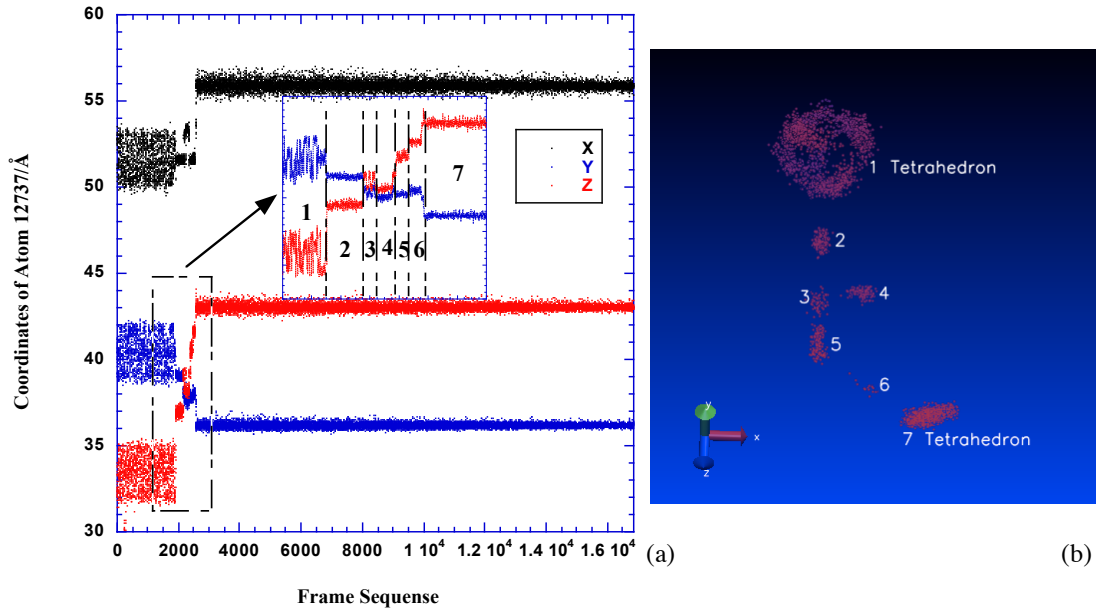 60
55
50
45
40
35
30
Coordinates of Atom 12737/Å
0
2000
4000
6000
8000
1 10⁴
1.2 10⁴
1.4 10⁴
1.6 10⁴
Frame Sequense
1
2
3
4
5
6
7
X
Y
Z
(a)
1 Tetrahedron
2
3
4
5
6
7 Tetrahedron
y
x
z
(b)